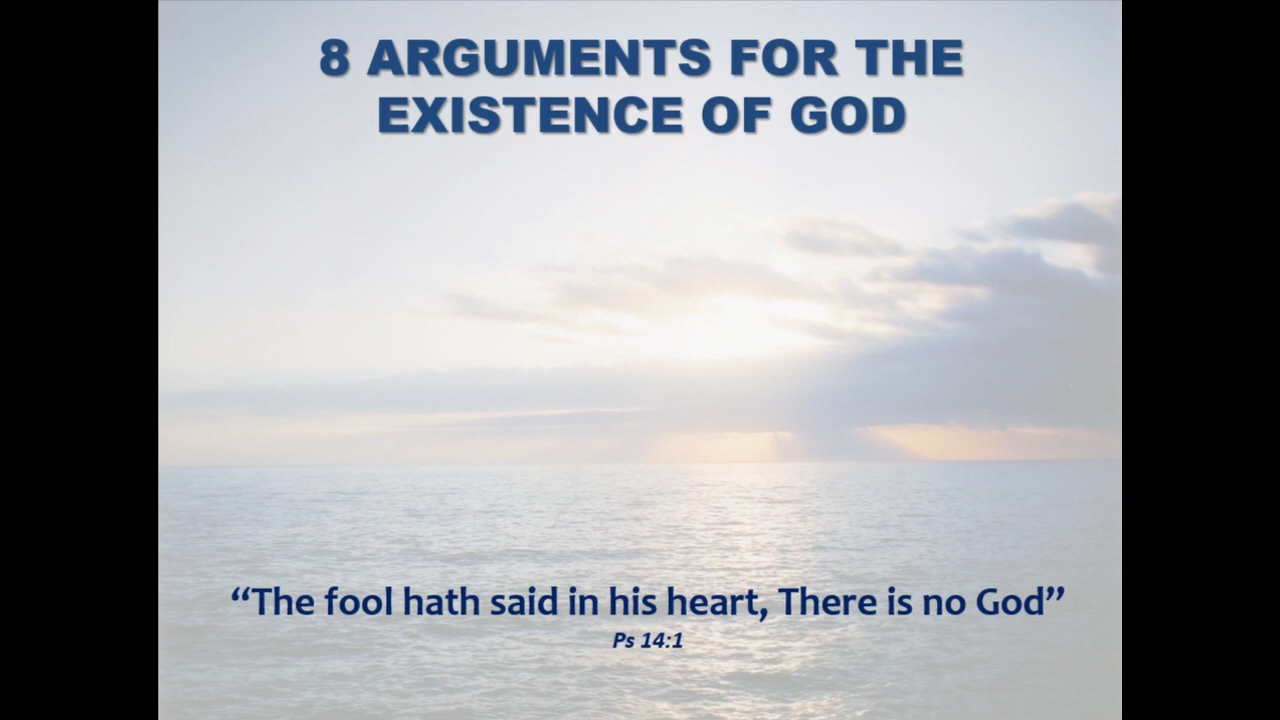 8 ARGUMENTS FOR THE
EXISTENCE OF GOD
“The fool hath said in his heart, There is no God”
Ps 14:1